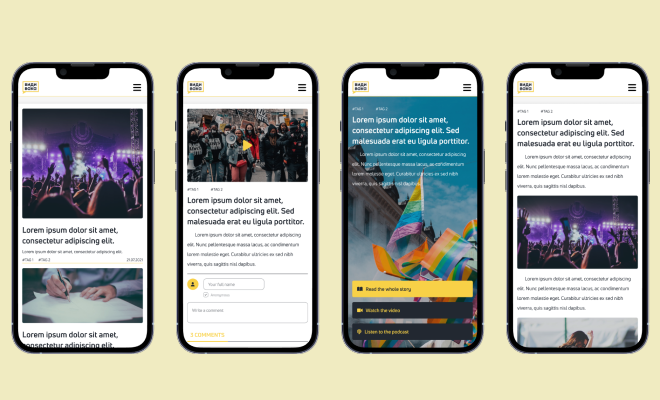 ВИДИ
ВОКО
Lorem ipsum dolor sit amet,
consectetur adipiscing elit.
Lorem ipsum dolor sit amet, consectetur adipiscing elit.
#TAG 1 #TAG 2 21.07.2021
Lorem ipsum dolor sit amet,
consectetur adipiscing elit.
ВИДИ
ВОКО
#TAG 1 #TAG 2
Lorem ipsum dolor sit amet,
consectetur adipiscing elit. Sed
malesuada erat eu ligula porttitor.
Lorem ipsum dolor sit amet, consectetur adipiscing
elit. Nunc pellentesque massa lacus, ac condimentum
lorem molestie eget. Curabitur ultricies ex sed nibh
viverra, quis sagittis nisl dapibus.
Your full name
Anonymous
Write a comment
3 COMMENTS
ВИДИ
ВОКО
#TAG 1 #TAG 2
Lorem ipsum dolor sit amet,
consectetur adipiscing elit. Sed
malesuada erat eu ligula porttitor.
Lorem ipsum dolor sit amet, consectetur adipiscing
elit. Nunc pellentesque massa lacus, ac condimentum
lorem molestie eget. Curabitur ultricies ex sed nibh
viverra, quis sagittis nisl dapibus.
Read the whole story
Watch the video
Listen to the podcast
ВИДИ
ВОКО
#TAG 1 #TAG 2
Lorem ipsum dolor sit amet,
consectetur adipiscing elit. Sed
malesuada erat eu ligula porttitor.
Lorem ipsum dolor sit amet, consectetur adipiscing
elit. Nunc pellentesque massa lacus, ac condimentum
lorem molestie eget. Curabitur ultricies ex sed nibh
viverra, quis sagittis nisl dapibus.
Lorem ipsum dolor sit amet, consectetur adipiscing
elit. Nunc pellentesque massa lacus, ac condimentum
lorem molestie eget. Curabitur ultricies ex sed nibh
viverra, quis sagittis nisl dapibus.